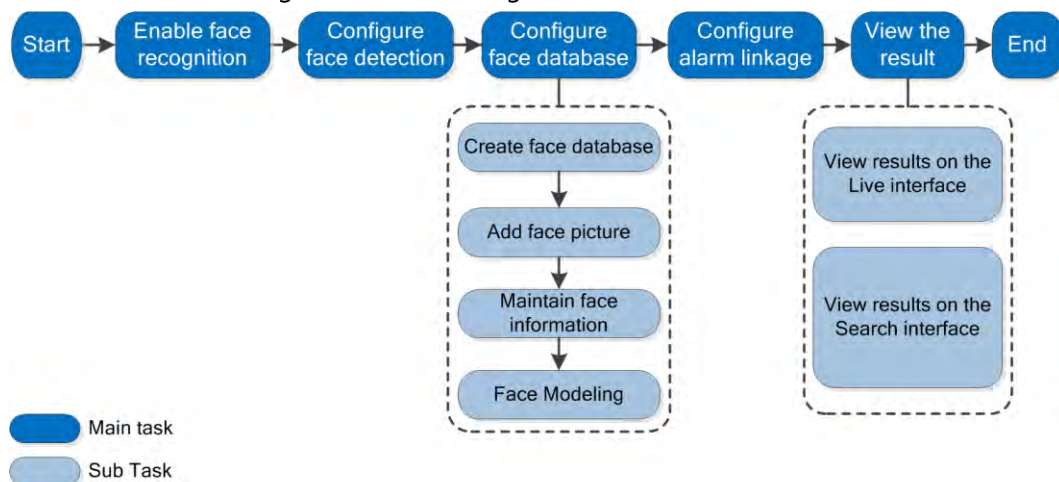 Start
Enable face
recognition
Configure
face detection
Configure
face database
Configure
alarm linkage
View the
result
End
Create face database
Add face picture
Maintain face
information
Face Modeling
View results on the
Live interface
View results on the
Search interface
Main task
Sub Task